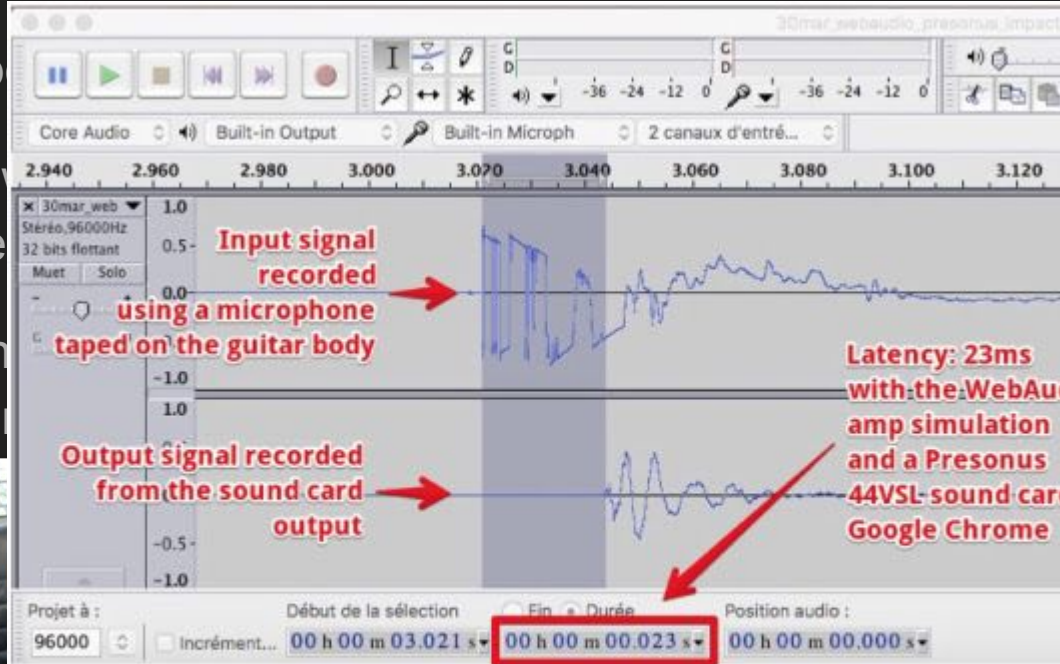 30mar_webaudio_presonus_impact
G
D
-36 -24 -12 0
G
D
-36 -24 -12 0
Core Audio
Built-in Output
Built-in Microph
2 canaux d'entré...
2.940 2.960 2.980 3.000 3.020 3.040 3.060 3.080 3.100 3.120
30mar_web
Stéréo,96000Hz
32 bits flottant
Muet Solo
- +
G
1.0
0.5-
0.0-
-1.0
Input signal
recorded
using a microphone
taped on the guitar body
1.0
-0.5-
-1.0
Output signal recorded
from the sound card
output
Latency: 23ms
with the WebAu
amp simulation
and a Presonus
44VSL sound car
Google Chrome
Projet à :
96000
Incrément...
Début de la sélection
00 h 00 m 03.021 s
Fin Durée
00 h 00 m 00.023 s
Position audio :
00 h 00 m 00.000 s